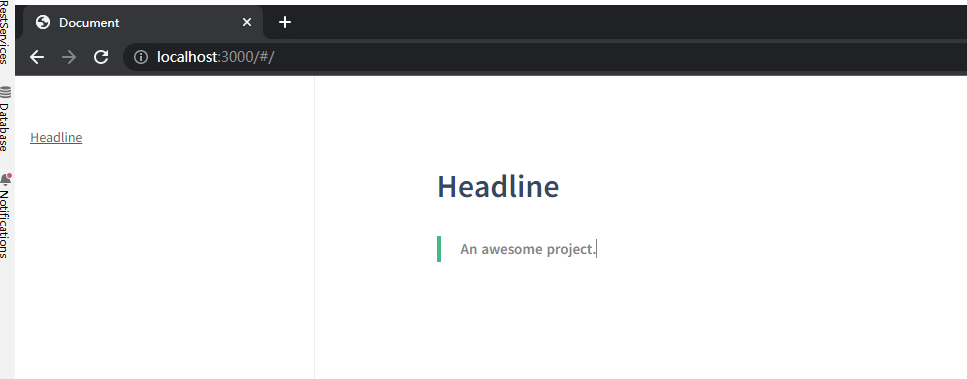 RestServices
Database
Notifications
Document
localhost:3000/#/
Headline
Headline
An awesome project.